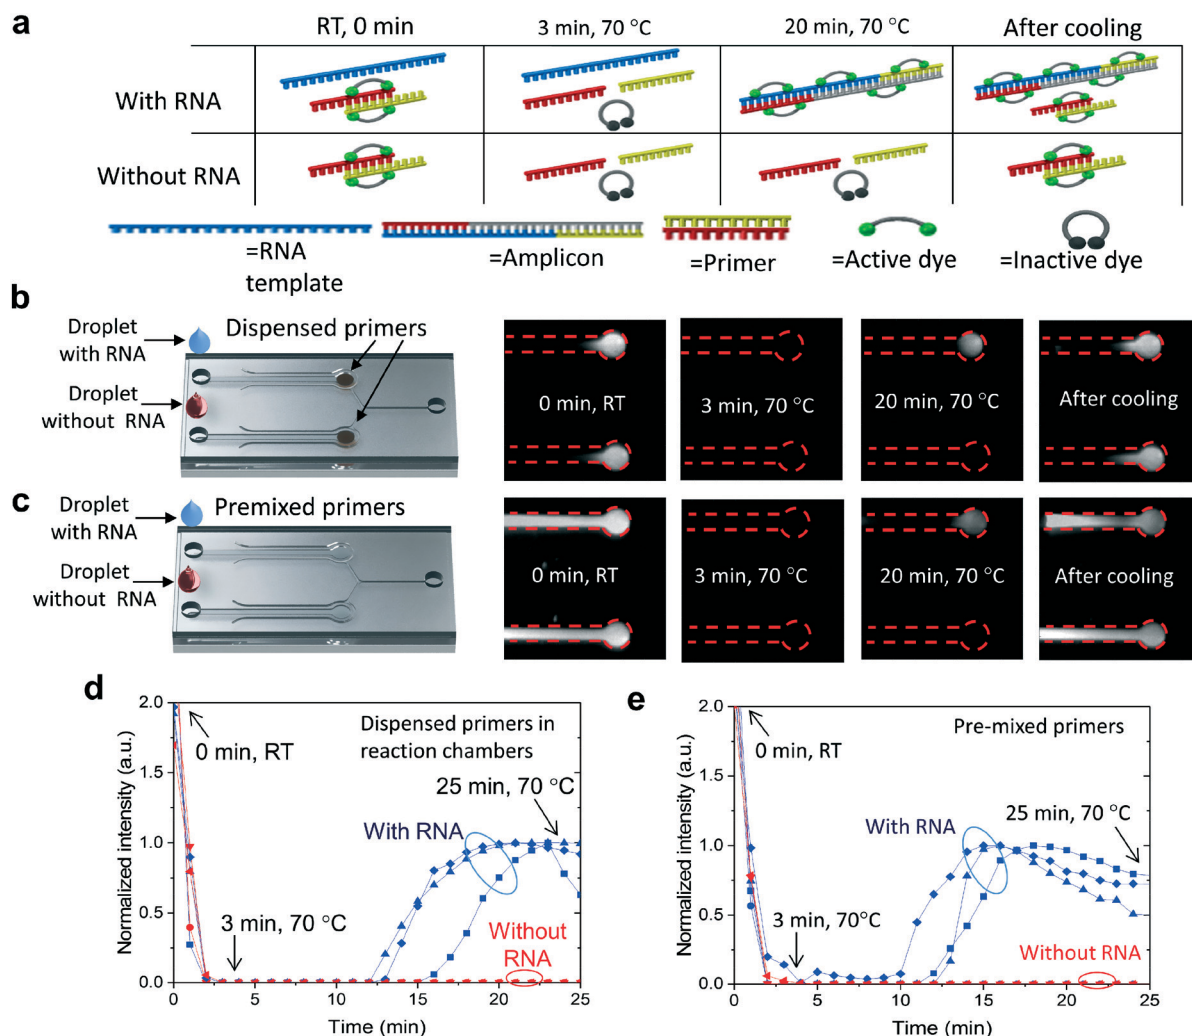 a
RT, 0 min
3 min, 70 °C
20 min, 70 °C
After cooling
With RNA
Without RNA
=RNA
template
=Amplicon
=Primer
=Active dye
=Inactive dye
b
Droplet
with RNA
Dispensed primers
Droplet
without RNA
0 min, RT
3 min, 70 °C
20 min, 70 °C
After cooling
c
Droplet
with RNA
Premixed primers
Droplet
without RNA
0 min, RT
3 min, 70 °C
20 min, 70 °C
After cooling
d
Normalized intensity (a.u.)
2.0
1.5
1.0
0.5
0.0
0 min, RT
Dispensed primers in
reaction chambers
25 min, 70 °C
With RNA
3 min, 70 °C
Without
RNA
0
5
10
15
20
25
Time (min)
e
Normalized intensity (a.u.)
2.0
1.5
1.0
0.5
0.0
0 min, RT
Pre-mixed primers
With RNA
25 min, 70 °C
3 min, 70°C
Without RNA
0
5
10
15
20
25
Time (min)